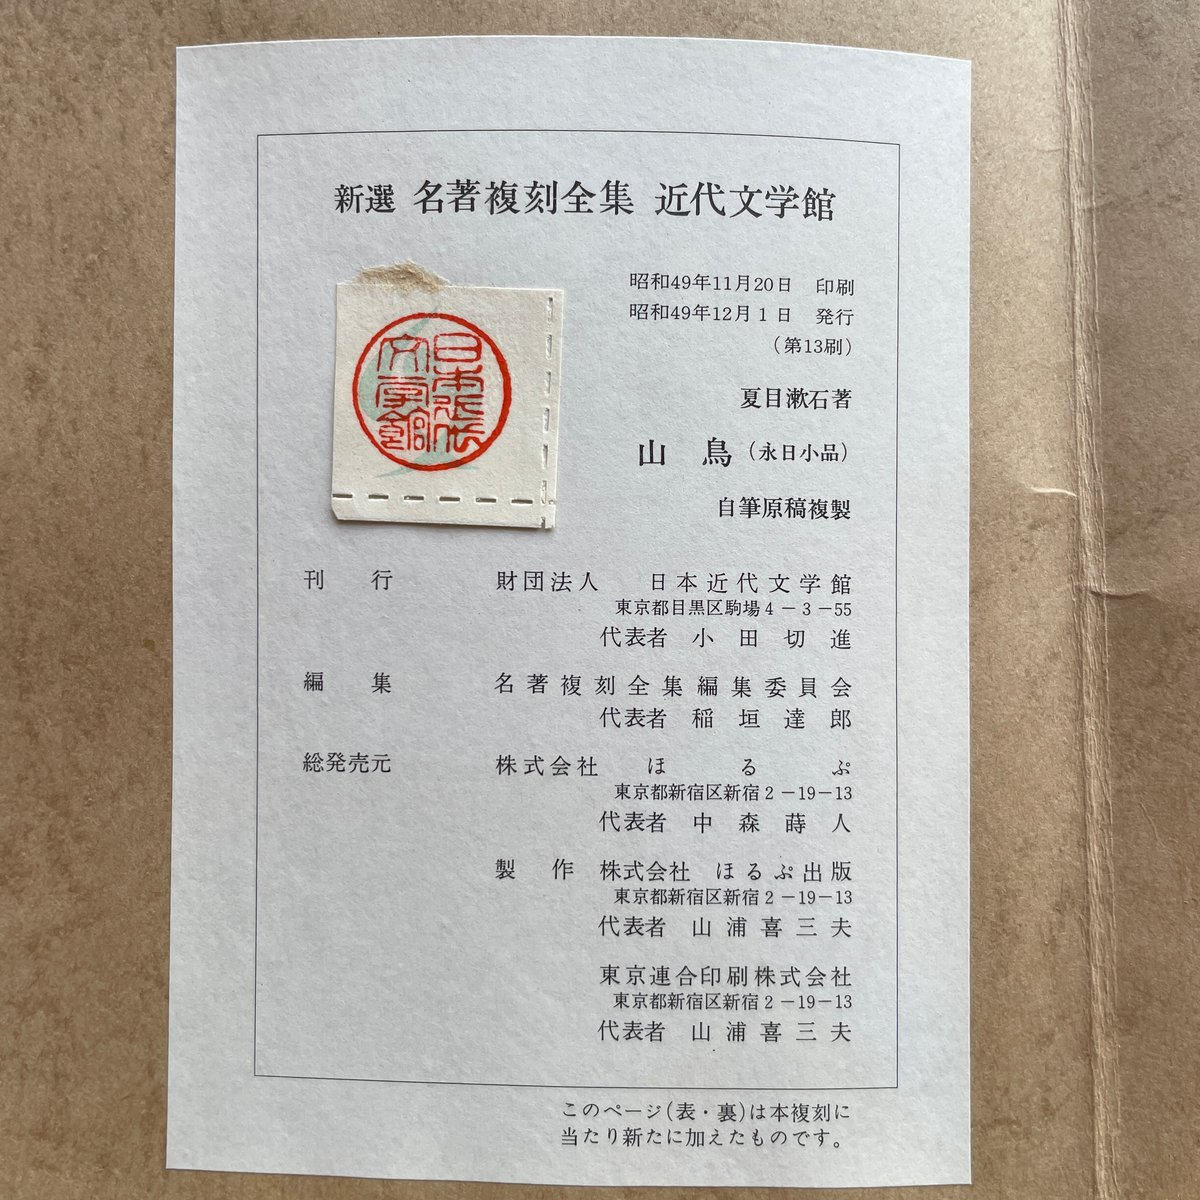 新選 名著複刻全集 近代文学館
昭和49年11月20日 印刷
昭和49年12月1日 発行
(第13刷)
日本近代文学館
夏目漱石著
山鳥(永日小品)
自筆原稿複製
刊行 財団法人 日本近代文学館
東京都目黒区駒場4-3-55
代表者 小田切進
編集 名著複刻全集編集委員会
代表者 稲垣達郎
総発売元 株式会社 ほるぷ
東京都新宿区新宿2-19-13
代表者 中森蒔人
製作 株式会社 ほるぷ出版
東京都新宿区新宿2-19-13
代表者 山浦喜三夫
東京連合印刷株式会社
東京都新宿区新宿2-19-13
代表者 山浦喜三夫
このページ(表・裏)は本複刻に
当たり新たに加えたものです。